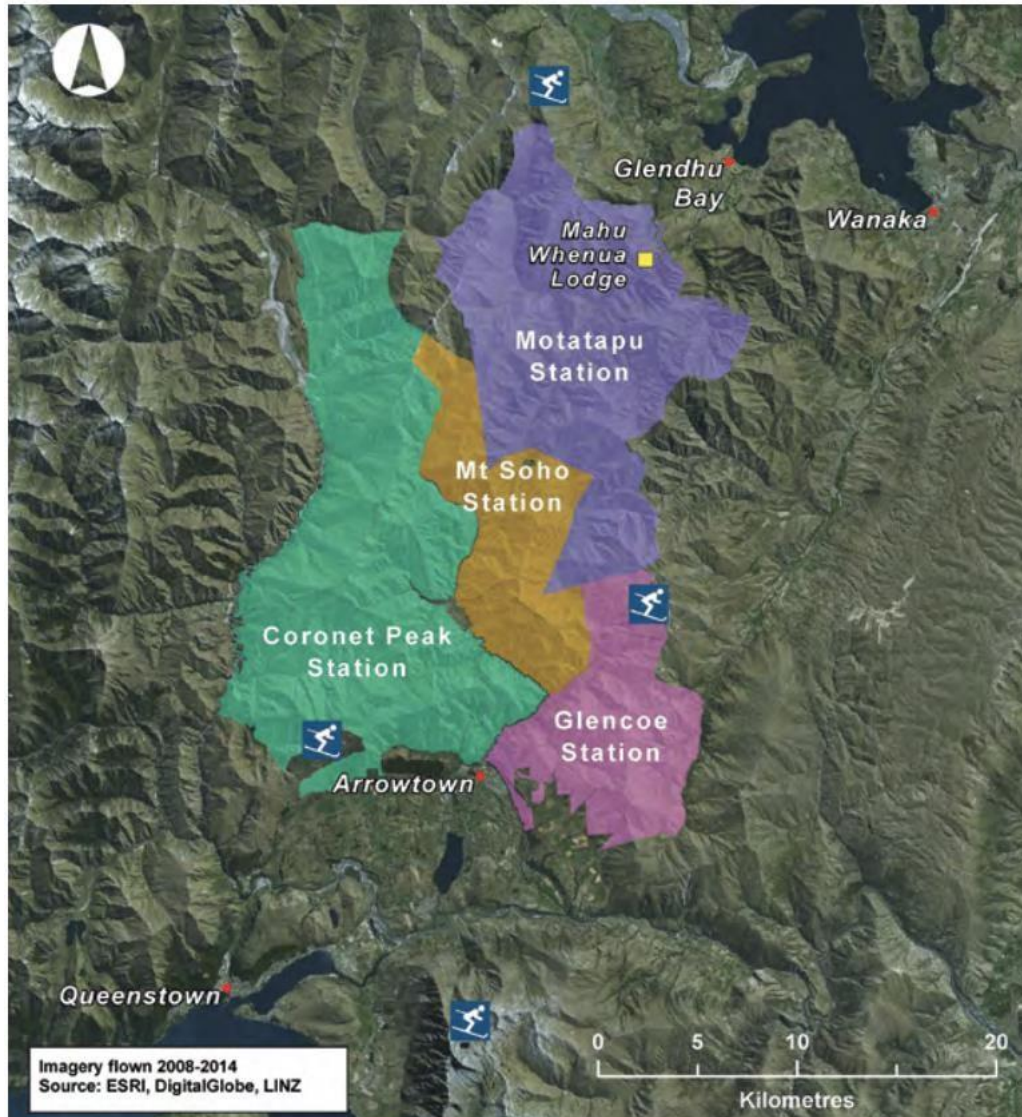 Glendhu
Bay
Wanaka
Mahu
Whenua
Lodge
Motatapu
Station
Mt Soho
Station
Coronet Peak
Station
Glencoe
Station
Arrowtown
Queenstown
Imagery flown 2008-2014
Source: ESRI, DigitalGlobe, LINZ
0 5 10 20
Kilometres